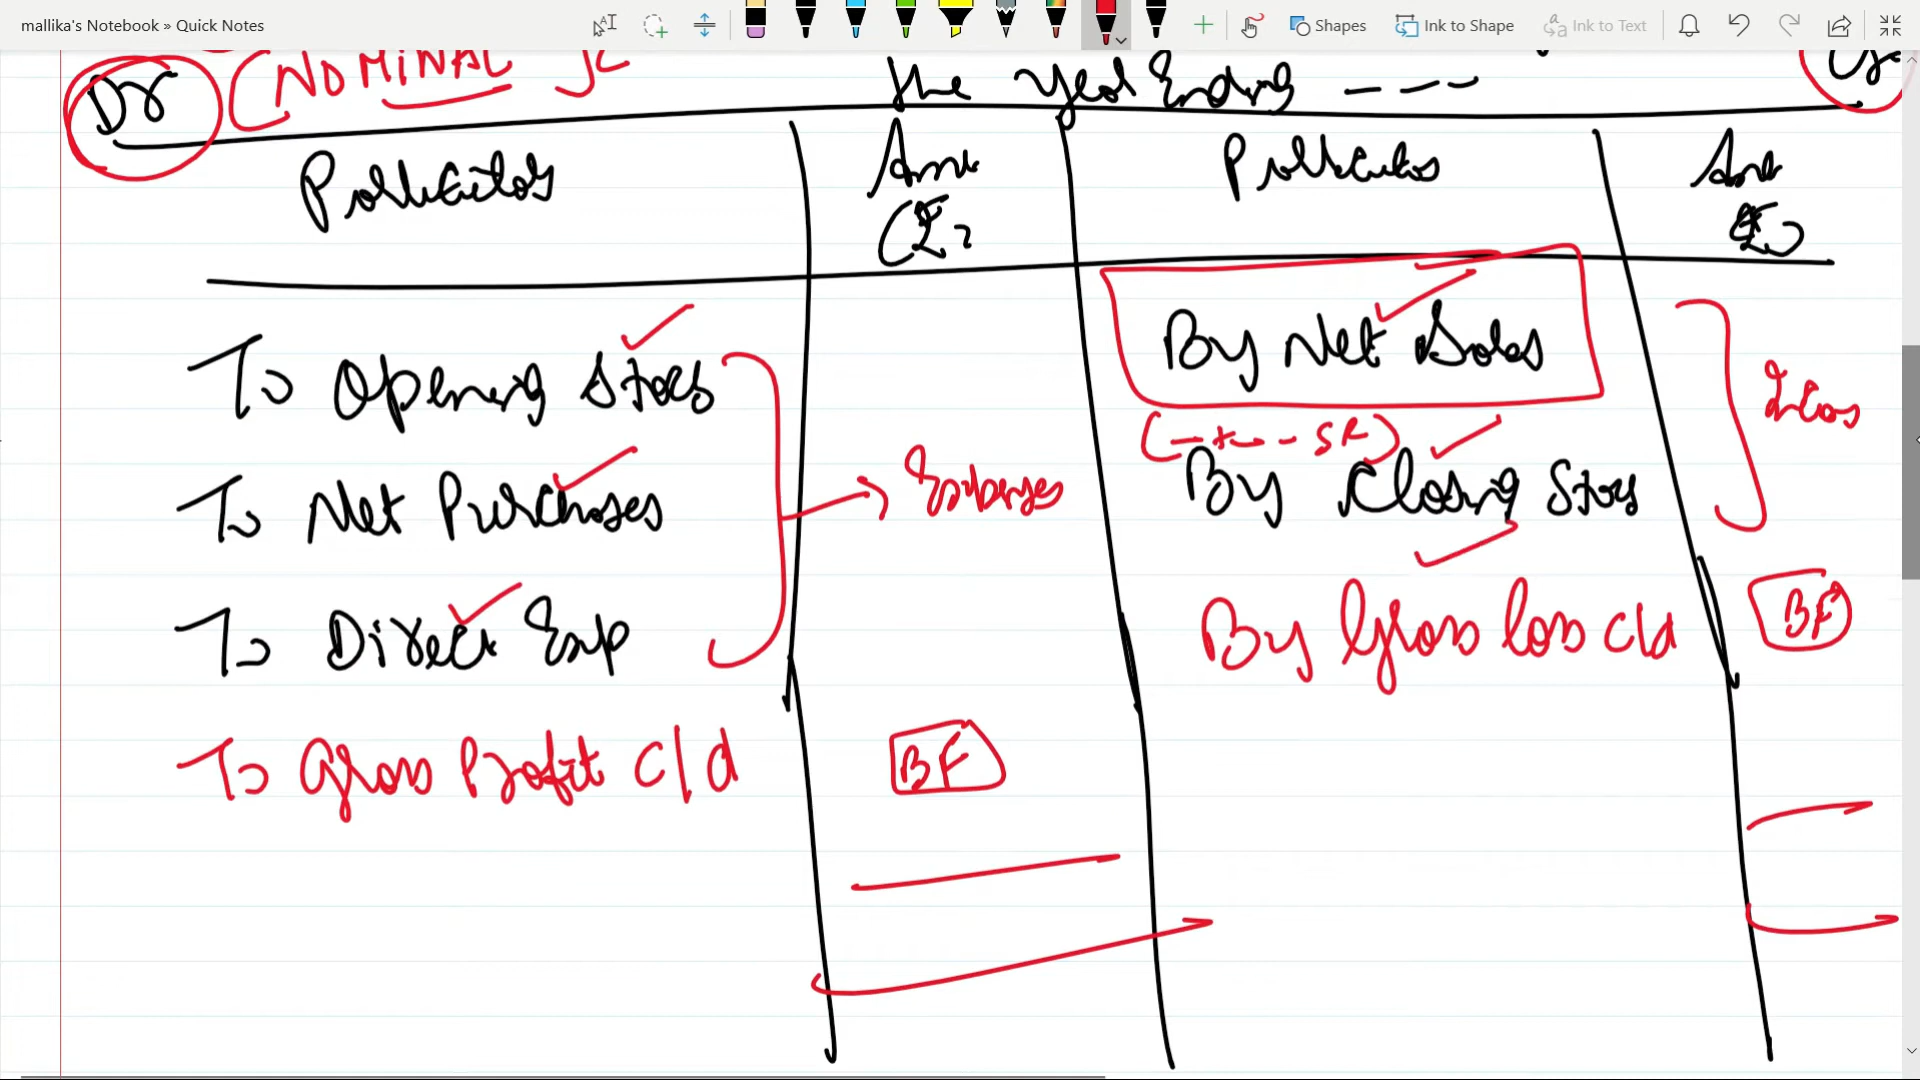 mallika's Notebook » Quick Notes
Shapes
Ink to Shape
Ink to Text
Dr (NOMINAL
the year Ending - - -
Cr
Particulars Amt Particulars Amt
(₹) (₹)
To Opening Stock By Net Sales
(- - - SR)
To Net Purchases Expenses By Closing Stock
To Direct Exp By Gross loss c/d BF
To Gross Profit c/d BF